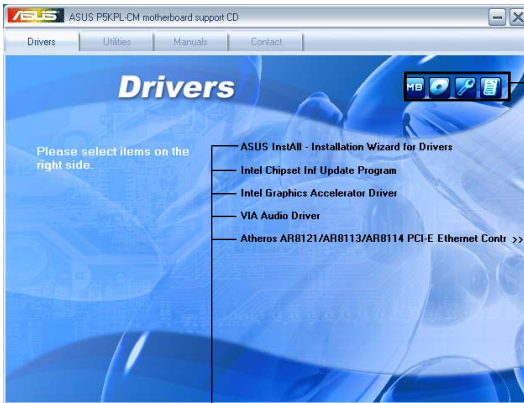 ASUS ASUS P5KPL-CM motherboard support CD
Drivers Utilities Manuals Contact
Drivers
MB
Please select items on the
right side.
ASUS InstAll - Installation Wizard for Drivers
Intel Chipset Inf Update Program
Intel Graphics Accelerator Driver
VIA Audio Driver
Atheros AR8121/AR8113/AR8114 PCI-E Ethernet Contr >>